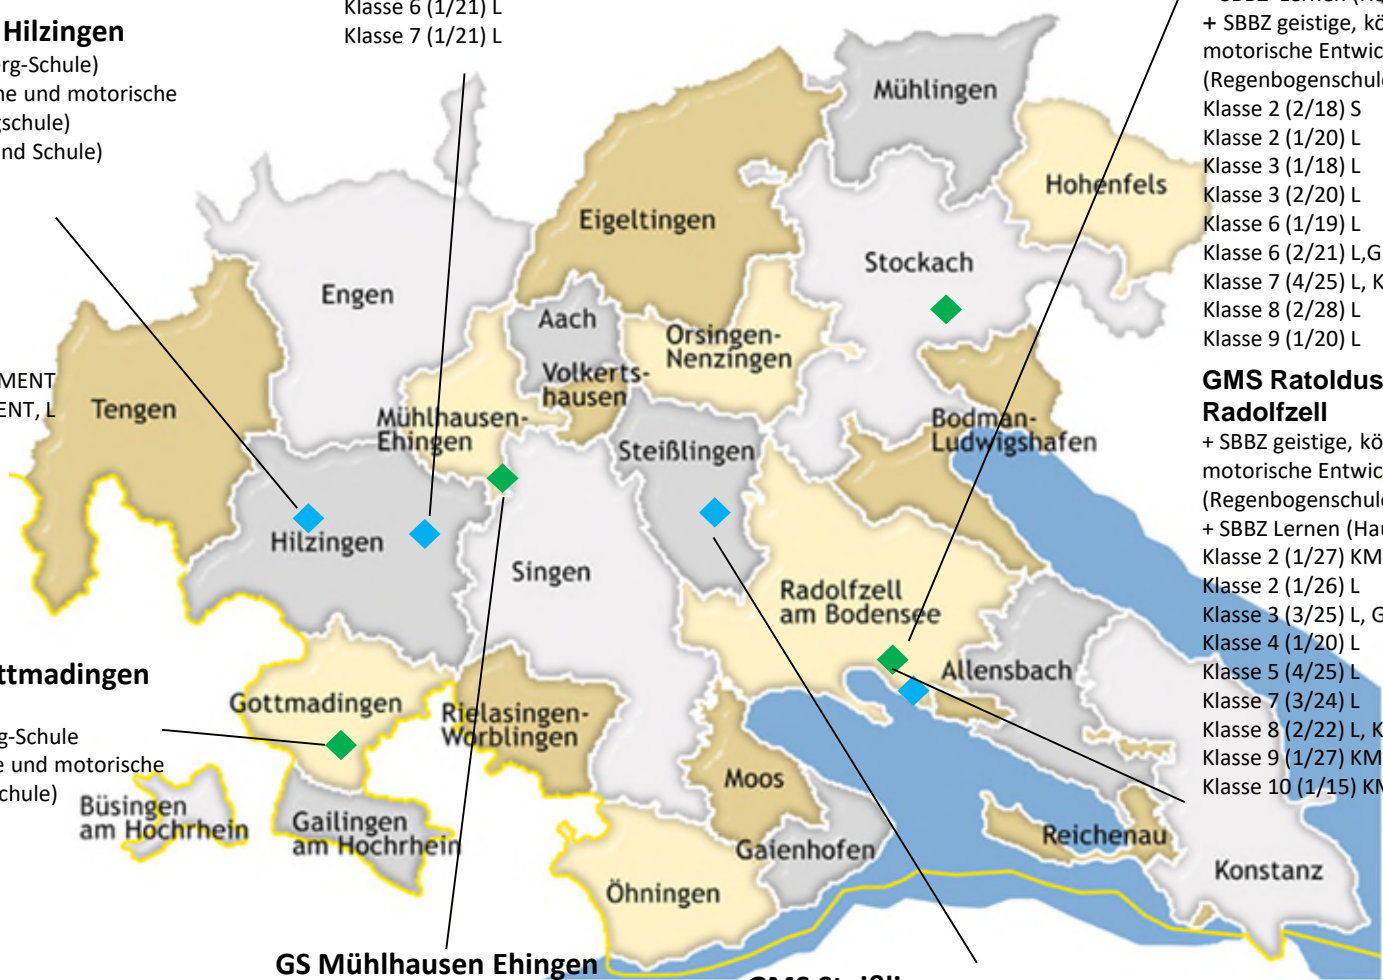 Hilzingen
rg-Schule)
ne und motorische
gschule)
nd Schule)
Klasse 6 (1/21) L
Klasse 7 (1/21) L
+ SBBZ geistige, kö
motorische Entwic
(Regenbogenschule
Klasse 2 (2/18) S
Klasse 2 (1/20) L
Klasse 3 (1/18) L
Klasse 3 (2/20) L
Klasse 6 (1/19) L
Klasse 6 (2/21) L,G
Klasse 7 (4/25) L, K
Klasse 8 (2/28) L
Klasse 9 (1/20) L
GMS Ratoldus
Radolfzell
+ SBBZ geistige, kö
motorische Entwic
(Regenbogenschule
+ SBBZ Lernen (Hau
Klasse 2 (1/27) KM
Klasse 2 (1/26) L
Klasse 3 (3/25) L, G
Klasse 4 (1/20) L
Klasse 5 (4/25) L
Klasse 7 (3/24) L
Klasse 8 (2/22) L, K
Klasse 9 (1/27) KM
Klasse 10 (1/15) KM
MENT
ENT, L
ttmadingen
g-Schule
e und motorische
chule)
Mühlingen
Hohenfels
Eigeltingen
Stockach
Engen
Aach
Orsingen-
Nenzingen
Volkerts-
hausen
Tengen
Mühlhausen-
Ehingen
Bodman-
Ludwigshafen
Steißlingen
Hilzingen
Singen
Radolfzell
am Bodensee
Allensbach
Gottmadingen
Rielasingen-
Worblingen
Moos
Büsingen
am Hochrhein
Gailingen
am Hochrhein
Gaienhofen
Reichenau
Konstanz
Öhningen
GS Mühlhausen Ehingen